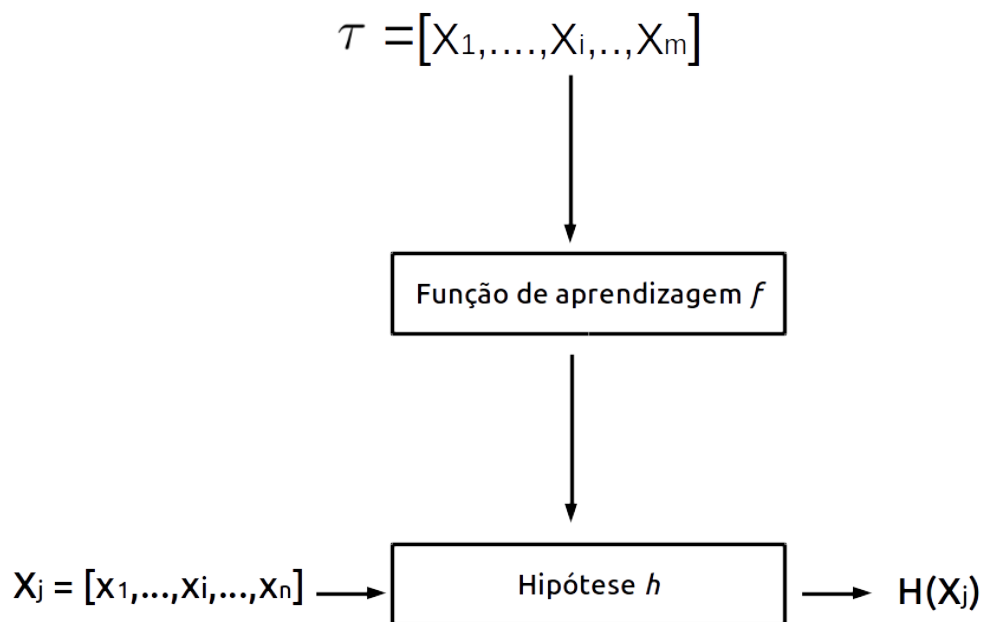 τ =[X1,....,Xi,..,Xm]
Função de aprendizagem f
Xj = [x1,...,xi,...,xn]
Hipótese h
H(Xj)